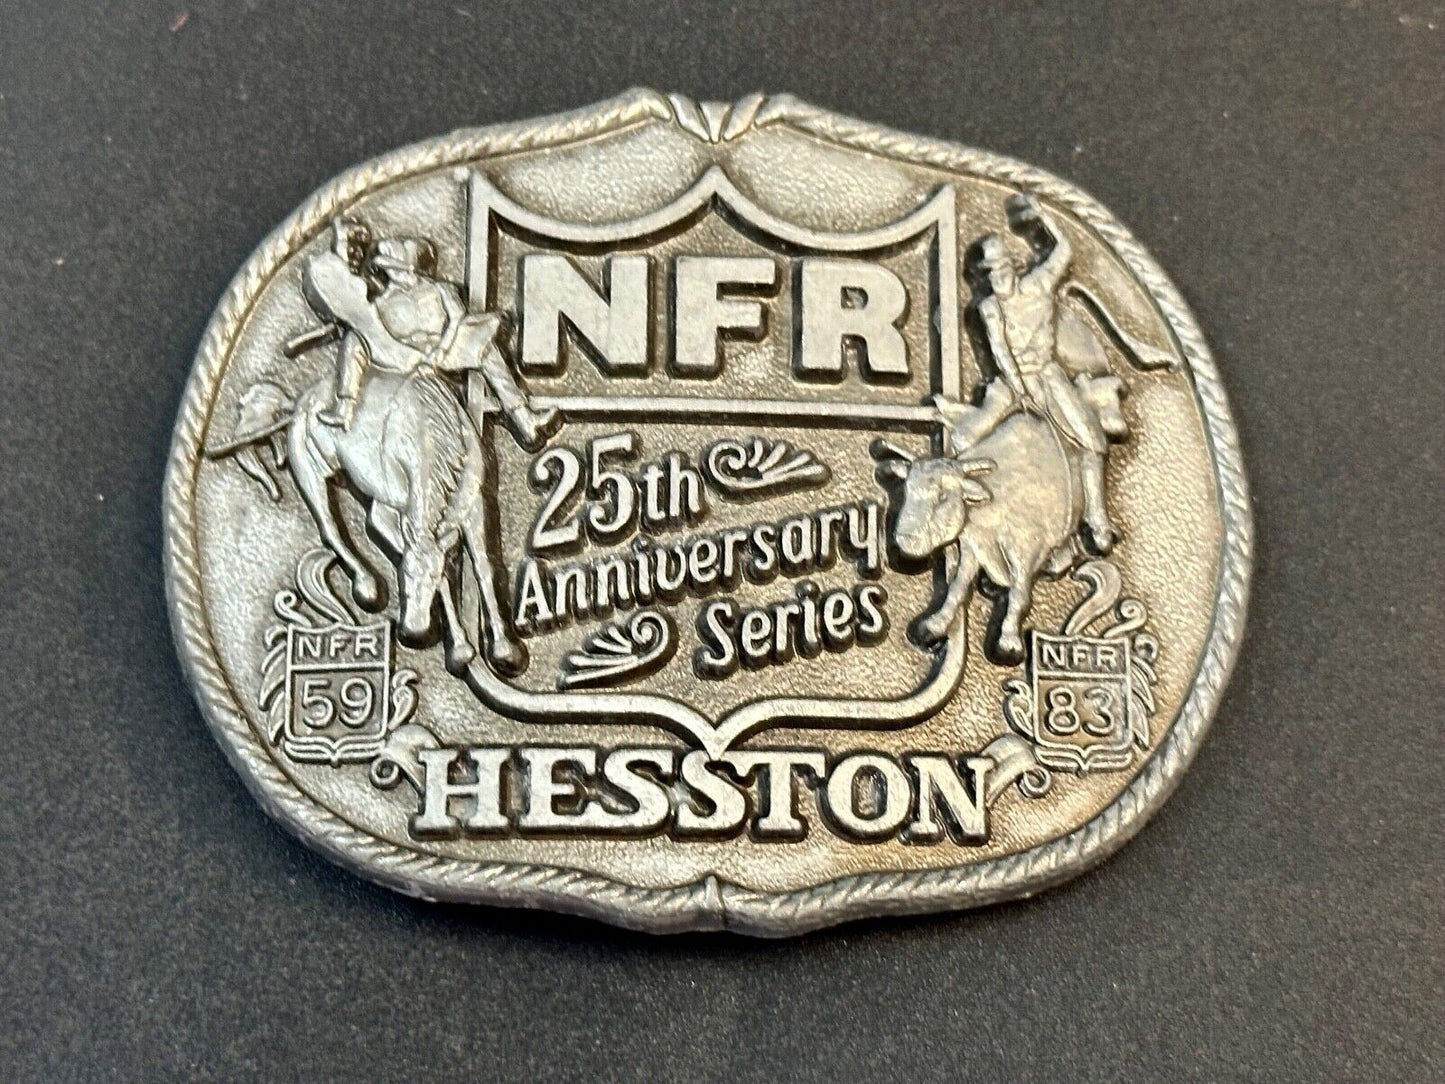 NFR
25th
Anniversary
Series
NFR
59
NFR
83
HESSTON